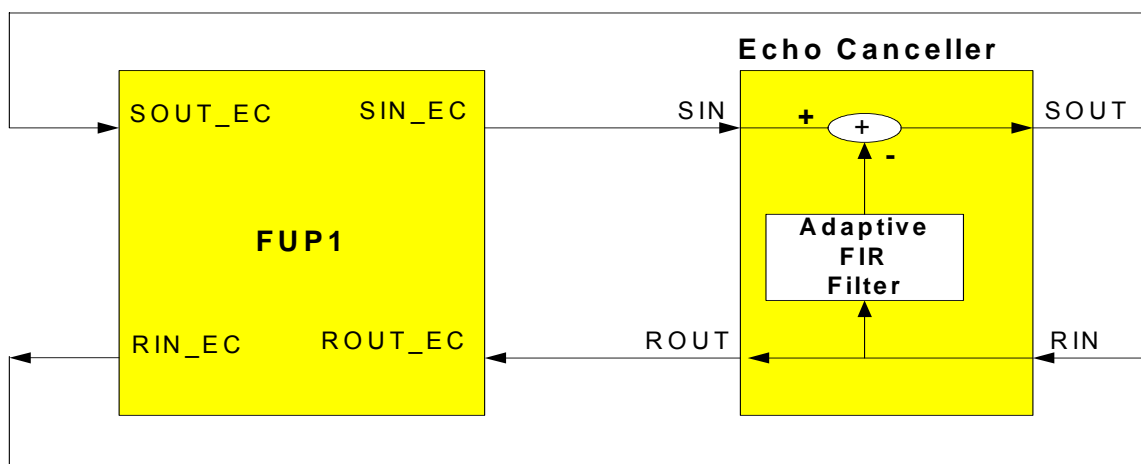 Echo Canceller
SOUT_EC
SIN_EC
SIN
+
+
SOUT
-
FUP1
Adaptive
FIR
Filter
RIN_EC
ROUT_EC
ROUT
RIN